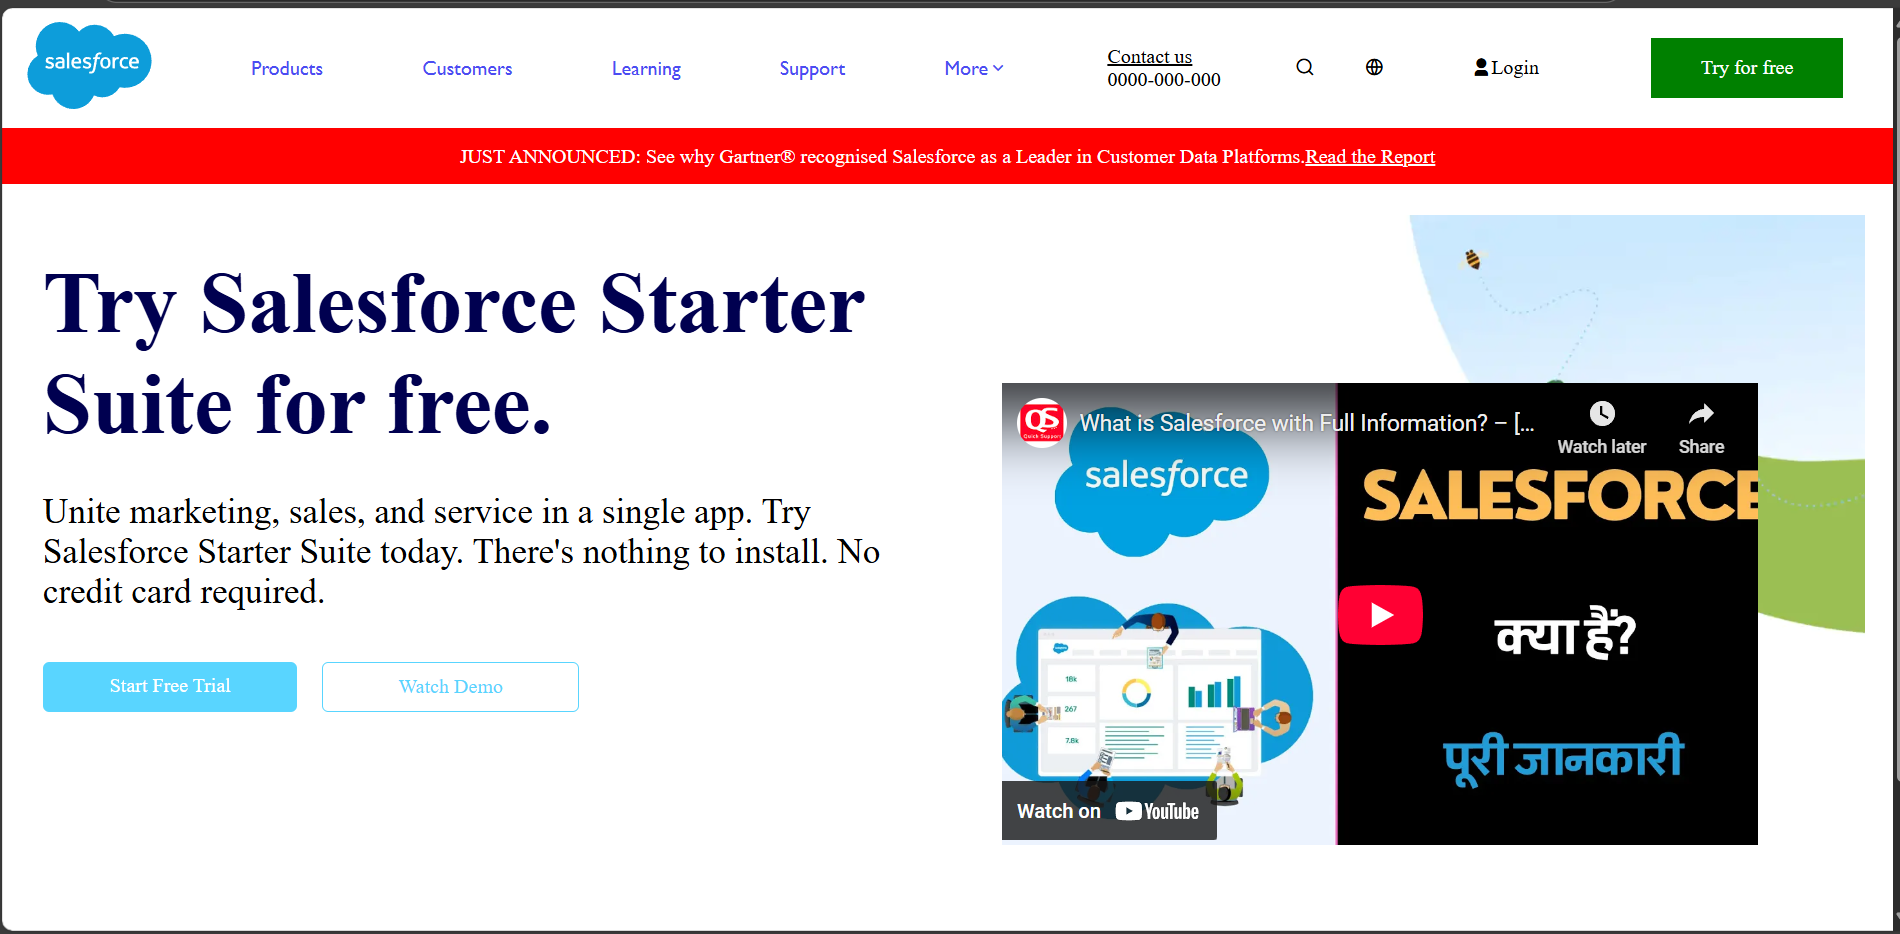 salesforce
Products
Customers
Learning
Support
More
Contact us
0000-000-000
Login
Try for free
JUST ANNOUNCED: See why Gartner® recognised Salesforce as a Leader in Customer Data Platforms.Read the Report
Try Salesforce Starter
Suite for free.
Unite marketing, sales, and service in a single app. Try
Salesforce Starter Suite today. There's nothing to install. No
credit card required.
Start Free Trial
Watch Demo
QS
Quick Support
What is Salesforce with Full Information? – [...
Watch later
Share
salesforce
SALESFORCE
क्या हैं?
पूरी जानकारी
18k
267
7.8k
Watch on
YouTube